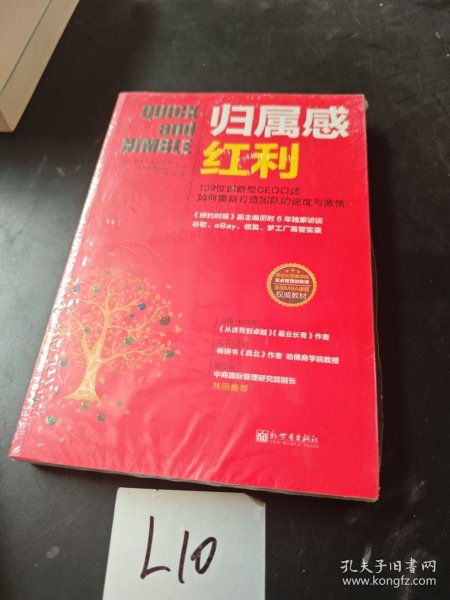 QUICK
and
NIMBLE
归属感
红利
139位创新型CEO口述
如何重新打造团队的速度与激情
《纽约时报》副主编历时6年独家访谈
谷歌、eBay、领英、梦工厂高管实录
权威教材
《从优秀到卓越》《基业长青》作者
畅销书《真北》作者 哈佛商学院教授
中商国际管理研究院院长
共同推荐
新世界出版社
NEW WORLD PRESS
L10
孔夫子旧书网
www.kongfz.com